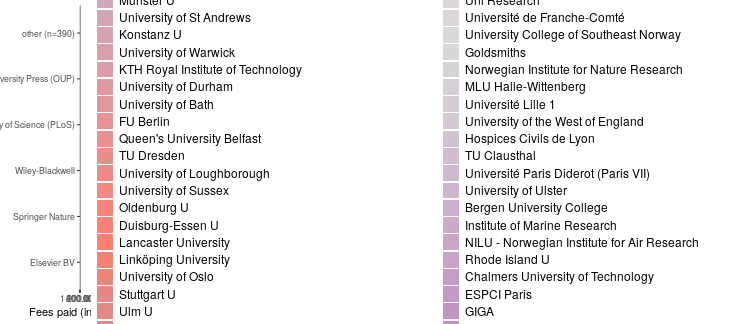 Münster U
Uni Research
University of St Andrews
Université de Franche-Comté
other (n=390)
Konstanz U
University College of Southeast Norway
University of Warwick
Goldsmiths
KTH Royal Institute of Technology
Norwegian Institute for Nature Research
versity Press (OUP)
University of Durham
MLU Halle-Wittenberg
University of Bath
Université Lille 1
y of Science (PLoS)
FU Berlin
University of the West of England
Queen's University Belfast
Hospices Civils de Lyon
TU Dresden
TU Clausthal
Wiley-Blackwell
University of Loughborough
Université Paris Diderot (Paris VII)
University of Sussex
University of Ulster
Oldenburg U
Bergen University College
Springer Nature
Duisburg-Essen U
Institute of Marine Research
Lancaster University
NILU - Norwegian Institute for Air Research
Elsevier BV
Linköping University
Rhode Island U
University of Oslo
Chalmers University of Technology
Stuttgart U
ESPCI Paris
Fees paid (in
Ulm U
GIGA